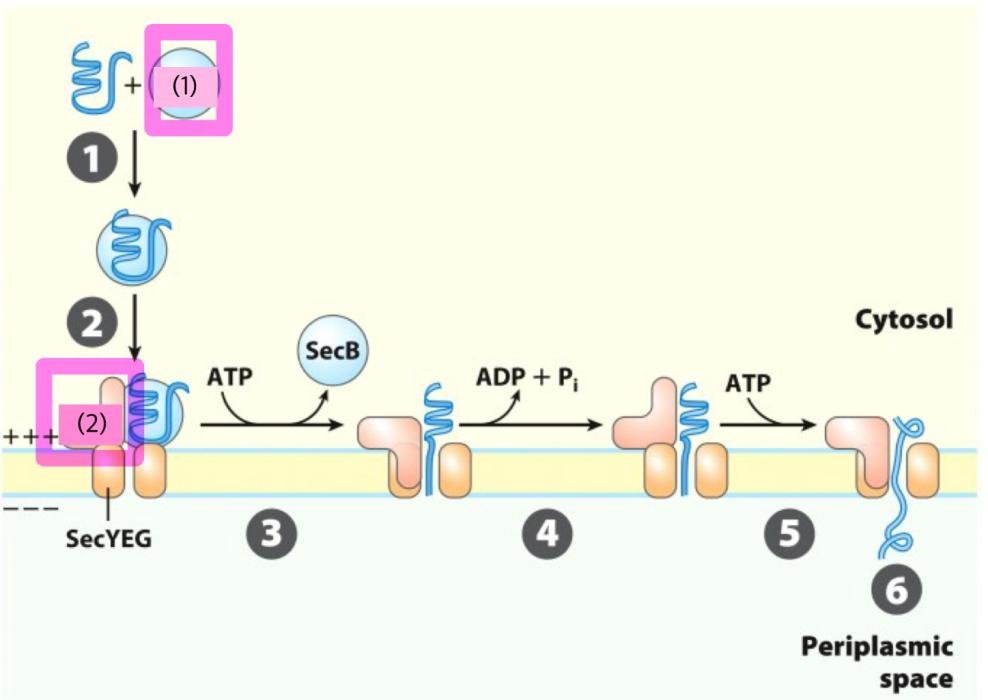 (1)
+
1
2
Cytosol
SecB
ATP
ADP + Pi
ATP
(2)
+++
---
SecYEG
3
4
5
6
Periplasmic
space